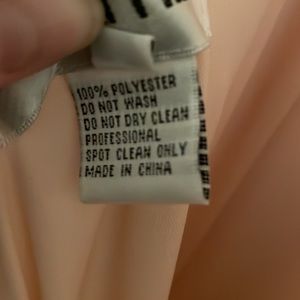 100% POLYESTER
DO NOT WASH
DO NOT DRY CLEAN
PROFESSIONAL
SPOT CLEAN ONLY
MADE IN CHINA